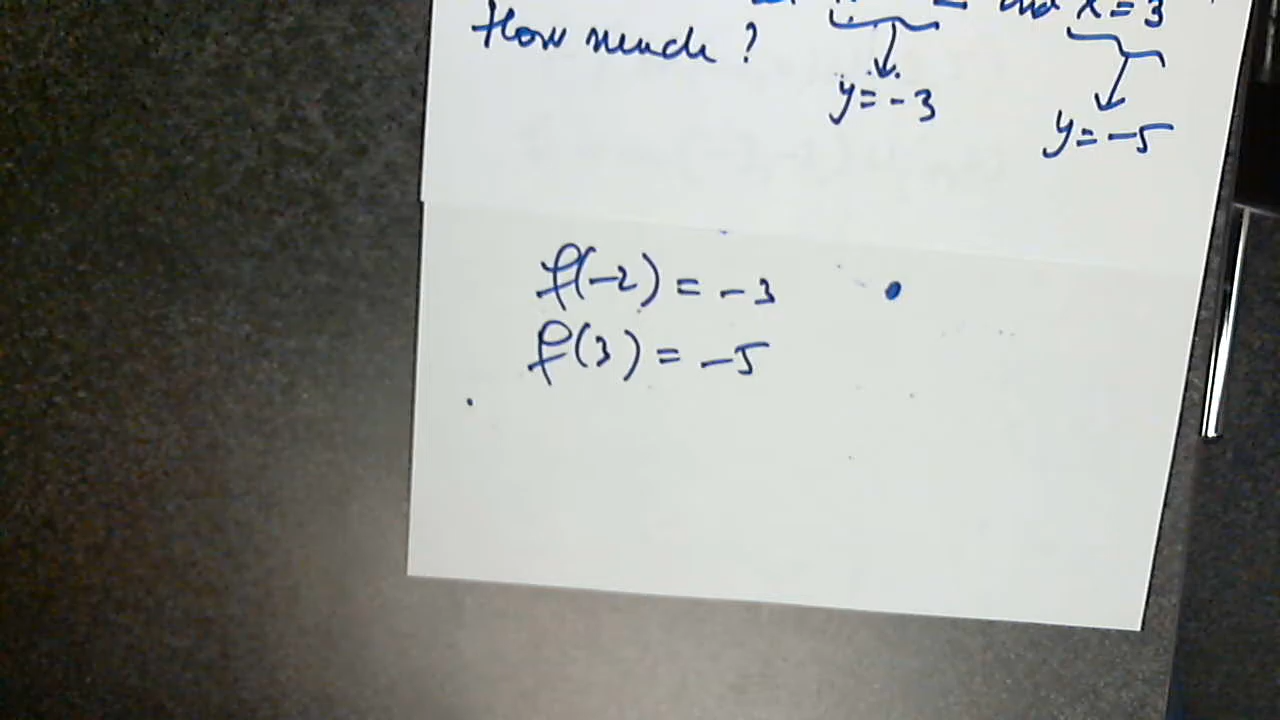 x = 3
How much ?
y = -3
y = -5
f(-2) = -3
f(3) = -5